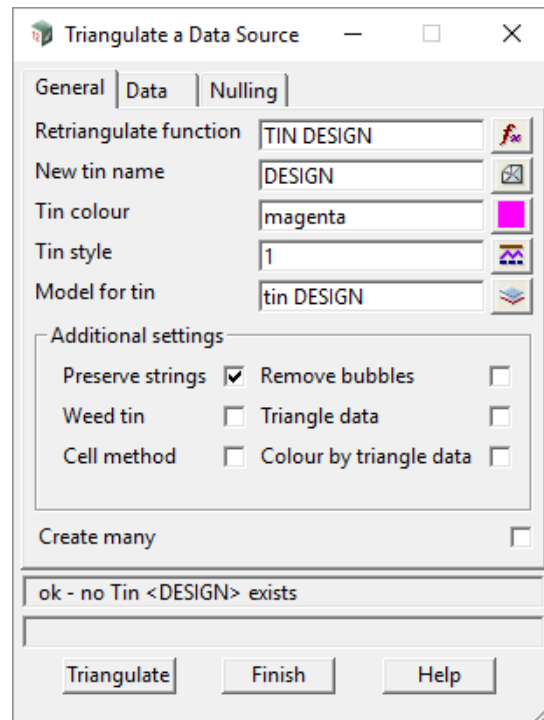 Triangulate a Data Source
General Data Nulling
Retriangulate function TIN DESIGN
New tin name DESIGN
Tin colour magenta
Tin style 1
Model for tin tin DESIGN
Additional settings
Preserve strings Remove bubbles
Weed tin Triangle data
Cell method Colour by triangle data
Create many
ok - no Tin <DESIGN> exists
Triangulate Finish Help